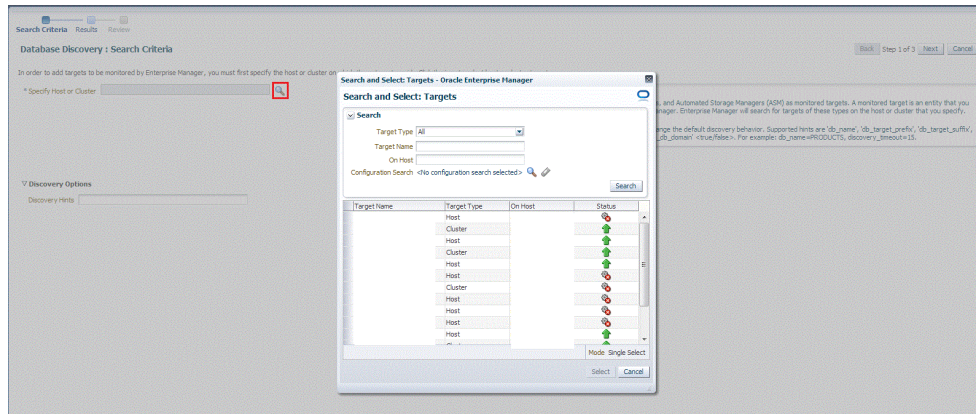 Search Criteria Results Review
Database Discovery : Search Criteria
Back Step 1 of 3 Next Cancel
In order to add targets to be monitored by Enterprise Manager, you must first specify the host or cluster on
* Specify Host or Cluster
s, and Automated Storage Managers (ASM) as monitored targets. A monitored target is an entity that you
anager. Enterprise Manager will search for targets of these types on the host or cluster that you specify.
ange the default discovery behavior. Supported hints are 'db_name', 'db_target_prefix', 'db_target_suffix',
_db_domain' <true/false>. For example: db_name=PRODUCTS, discovery_timeout=15.
Discovery Options
Discovery Hints
Search and Select: Targets - Oracle Enterprise Manager
Search and Select: Targets
Search
Target Type All
Target Name
On Host
Configuration Search <No configuration search selected>
Search
Target Name Target Type On Host Status
Host
Cluster
Host
Cluster
Host
Host
Cluster
Host
Host
Host
Host
Mode Single Select
Select Cancel